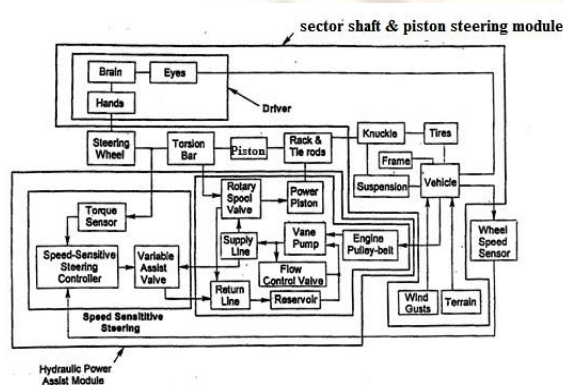 sector shaft & piston steering module
Brain
Eyes
Hands
Driver
Steering
Wheel
Torsion
Bar
Piston
Rack &
Tie rods
Knuckle
Tires
Frame
Suspension
Vehicle
Rotary
Spool
Valve
Power
Piston
Torque
Sensor
Supply
Line
Vane
Pump
Engine
Pulley-belt
Wheel
Speed
Sensor
Speed-Sensitive
Steering
Controller
Variable
Assist
Valve
Flow
Control Valve
Return
Line
Reservoir
Wind
Gusts
Terrain
Speed Sensititive
Steering
Hydraulic Power
Assist Module